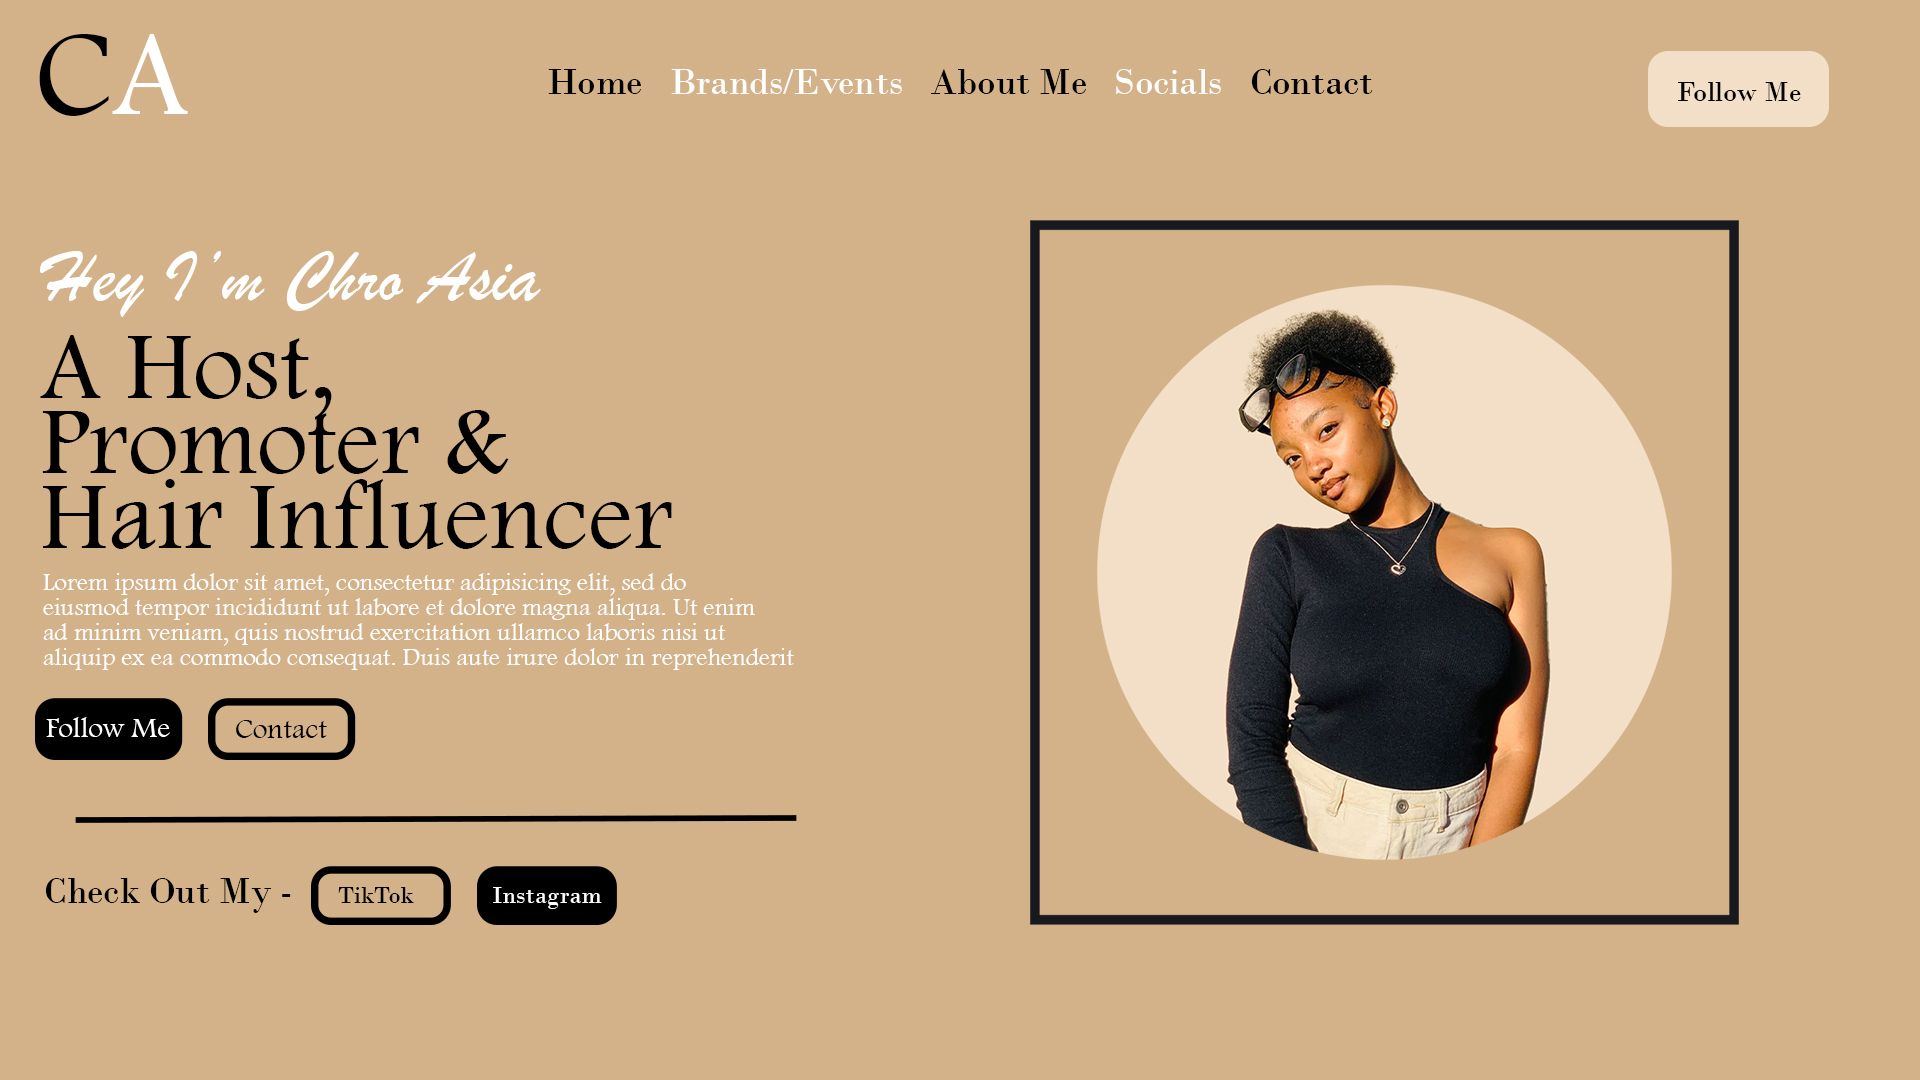 CA
Home Brands/Events About Me Socials Contact
Follow Me
Hey I'm Chro Asia
A Host,
Promoter &
Hair Influencer
Lorem ipsum dolor sit amet, consectetur adipisicing elit, sed do
eiusmod tempor incididunt ut labore et dolore magna aliqua. Ut enim
ad minim veniam, quis nostrud exercitation ullamco laboris nisi ut
aliquip ex ea commodo consequat. Duis aute irure dolor in reprehenderit
Follow Me Contact
Check Out My - TikTok Instagram